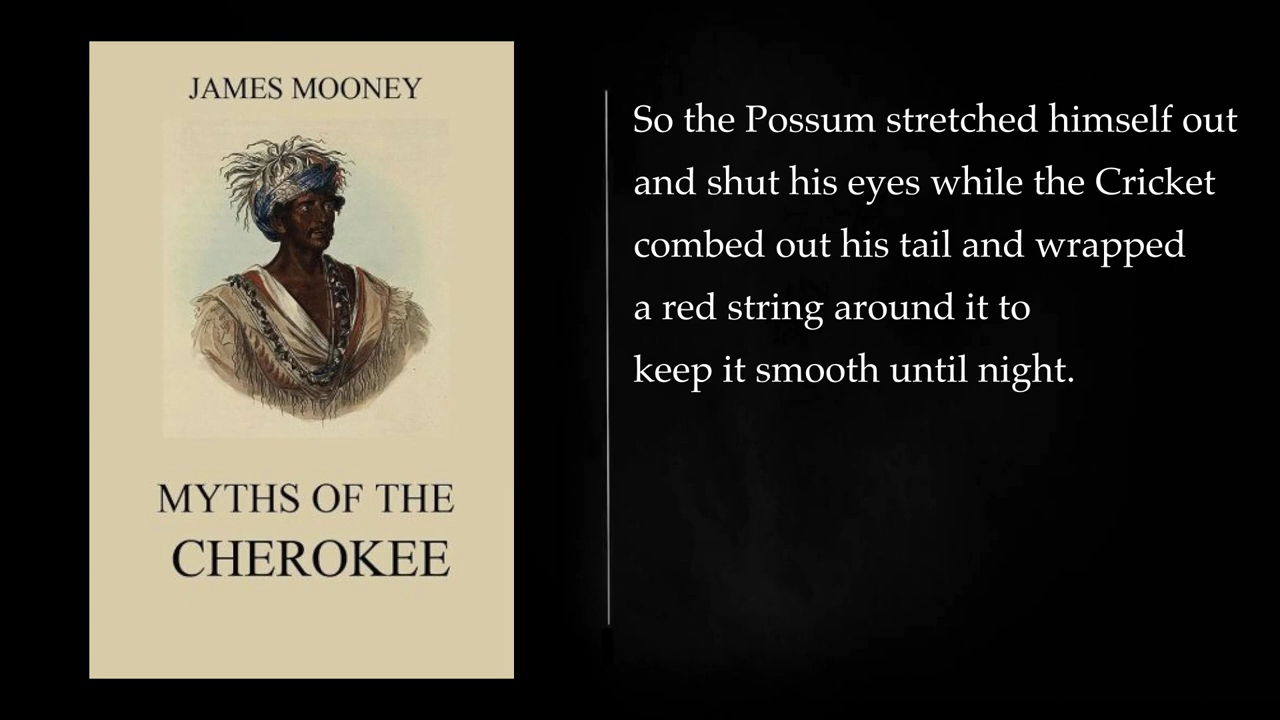 JAMES MOONEY
MYTHS OF THE
CHEROKEE
So the Possum stretched himself out
and shut his eyes while the Cricket
combed out his tail and wrapped
a red string around it to
keep it smooth until night.